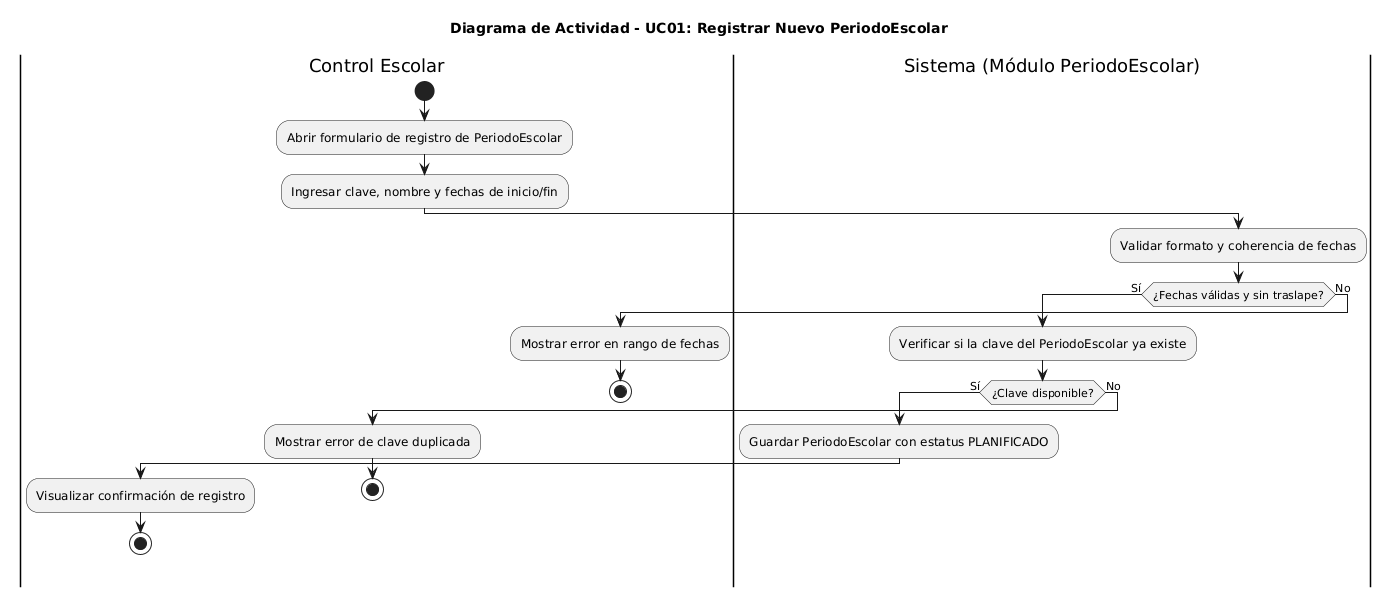 Diagrama de Actividad - UC01: Registrar Nuevo PeriodoEscolar
Control Escolar
Sistema (Módulo PeriodoEscolar)
Abrir formulario de registro de PeriodoEscolar
Ingresar clave, nombre y fechas de inicio/fin
Validar formato y coherencia de fechas
Sí
¿Fechas válidas y sin traslape?
No
Mostrar error en rango de fechas
Verificar si la clave del PeriodoEscolar ya existe
Sí
¿Clave disponible?
No
Mostrar error de clave duplicada
Guardar PeriodoEscolar con estatus PLANIFICADO
Visualizar confirmación de registro